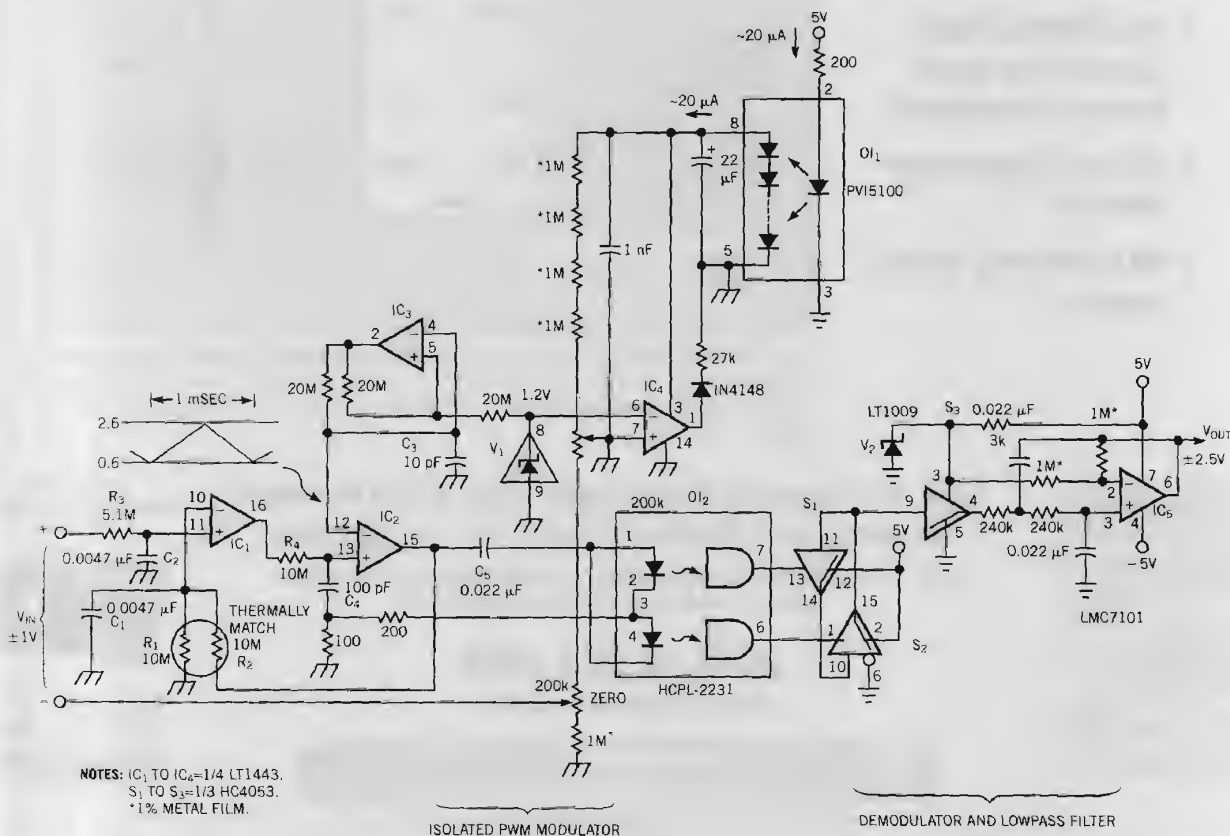 5V
~20 μA
200
2
~20 μA
8
*1M
22
μF
+
OI1
PVI5100
*1M
1 nF
*1M
5
3
*1M
IC3
2
4
5
−
+
20M
20M
27k
1N4148
1 mSEC
2.6
0.6
20M
1.2V
IC4
6
7
−
+
3
1
14
C3
10 pF
V1
8
9
5V
LT1009
S3
0.022 μF
3k
1M*
VOUT
±2.5V
V2
R3
5.1M
10
11
−
+
16
IC1
IC2
12
13
−
+
15
200k
OI2
S1
9
3
4
5
1M*
2
3
−
+
7
6
4
IC5
240k
240k
+
0.0047 μF
C2
R4
10M
C5
0.022 μF
1
2
3
4
7
6
5V
11
13
12
14
15
1
2
10
6
S2
0.022 μF
−5V
LMC7101
VIN
±1V
0.0047 μF
C1
THERMALLY
MATCH
R1
10M
10M
R2
100 pF
C4
200
100
−
200k
ZERO
HCPL-2231
1M*
NOTES: IC1 TO IC4=1/4 LT1443.
S1 TO S3=1/3 HC4053.
*1% METAL FILM.
ISOLATED PWM MODULATOR
DEMODULATOR AND LOWPASS FILTER